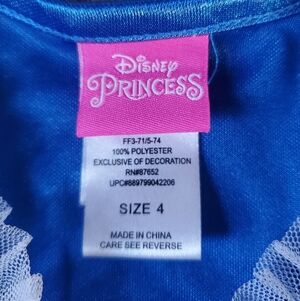 Disney
PRINCESS
FF3-71/5-74
100% POLYESTER
EXCLUSIVE OF DECORATION
RN#87652
UPC#889799042206
SIZE 4
MADE IN CHINA
CARE SEE REVERSE